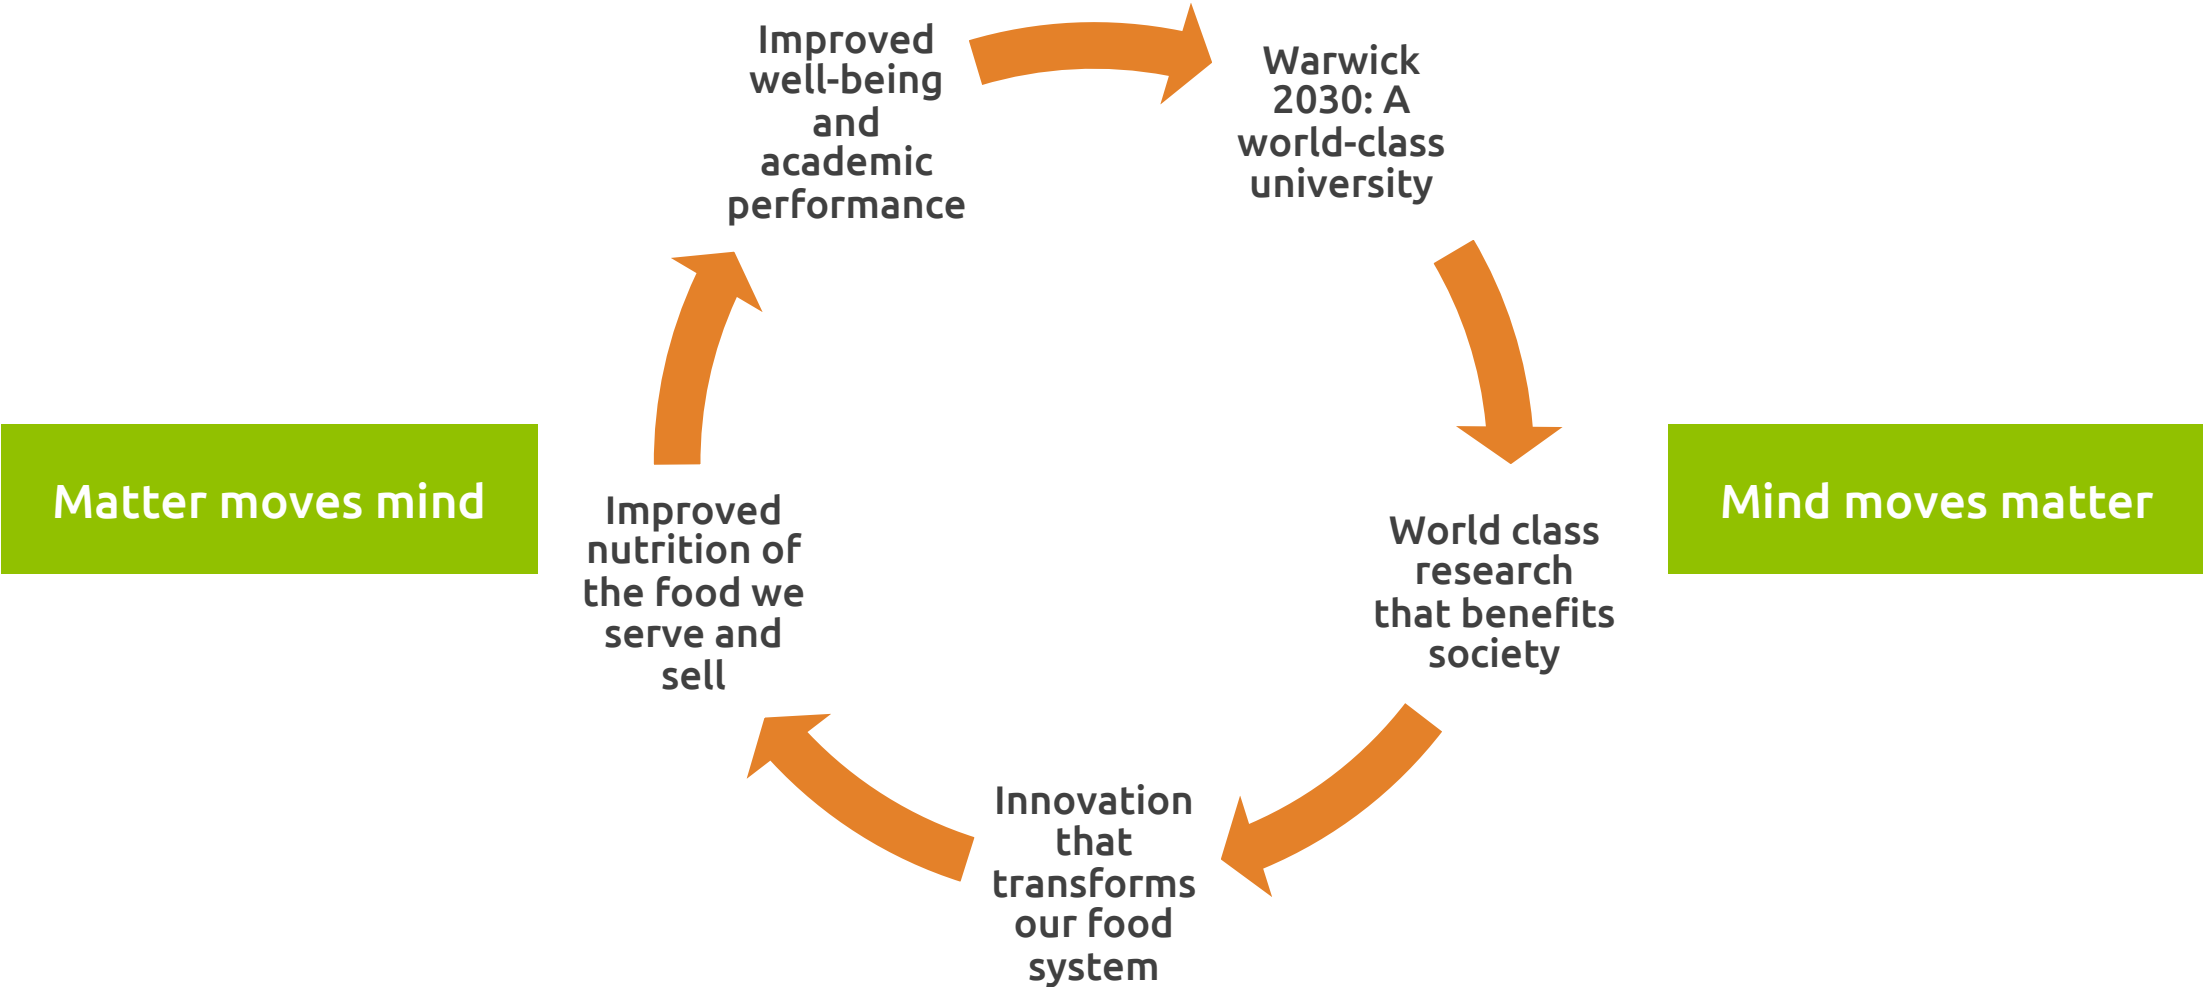 Improved
well-being
and
academic
performance
Warwick
2030: A
world-class
university
Matter moves mind
Mind moves matter
Improved
nutrition of
the food we
serve and
sell
World class
research
that benefits
society
Innovation
that
transforms
our food
system